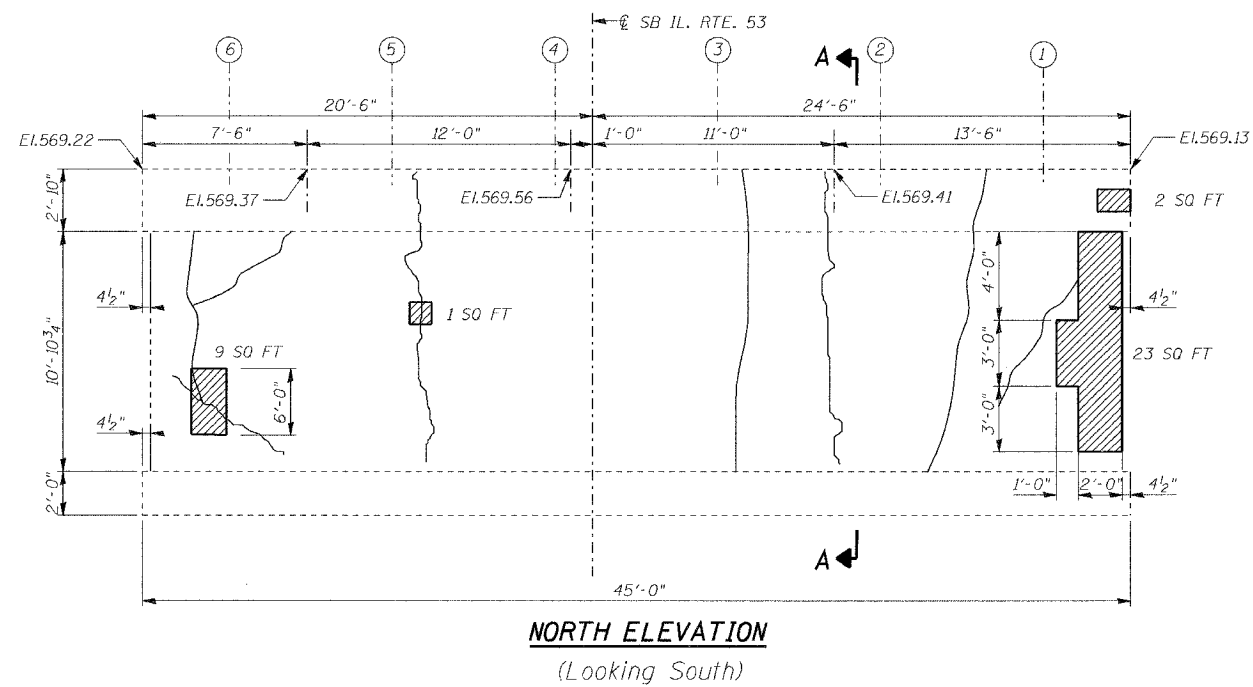 ℄ SB IL. RTE. 53
6
5
4
3
A
2
1
20'-6"
24'-6"
El.569.22
7'-6"
12'-0"
1'-0"
11'-0"
13'-6"
El.569.13
2'-10"
El.569.37
El.569.56
El.569.41
2 SQ FT
4'-0"
4½"
4½"
1 SQ FT
10'-10¾"
9 SQ FT
3'-0"
23 SQ FT
6'-0"
4½"
3'-0"
2'-0"
1'-0"
2'-0"
4½"
A
45'-0"
NORTH ELEVATION
(Looking South)